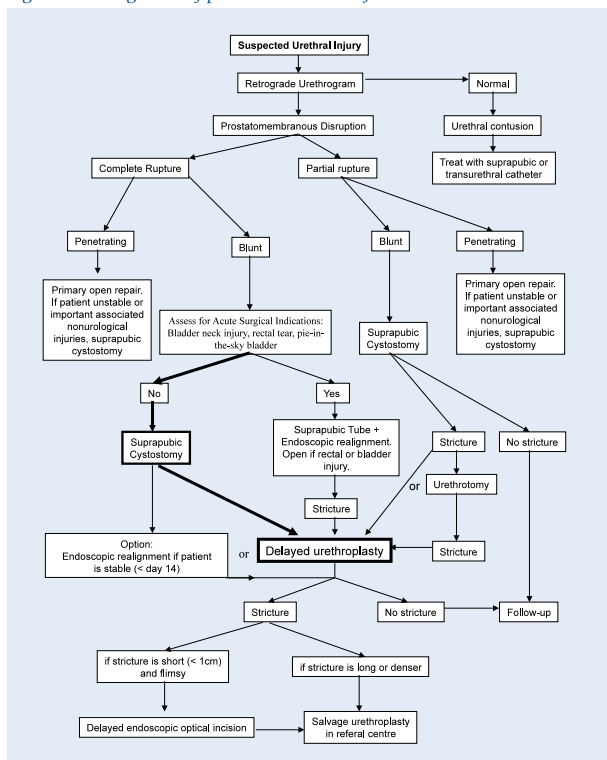 Suspected Urethral Injury
Retrograde Urethrogram
Normal
Prostatomembranous Disruption
Urethral contusion
Complete Rupture
Partial rupture
Treat with suprapubic or
transurethral catheter
Penetrating
Blunt
Blunt
Penetrating
Primary open repair.
If patient unstable or
important associated
nonurological
injuries, suprapubic
cystostomy
Assess for Acute Surgical Indications:
Bladder neck injury, rectal tear, pie-in-
the-sky bladder
Suprapubic
Cystostomy
Primary open repair.
If patient unstable or
important associated
nonurological
injuries, suprapubic
cystostomy
No
Yes
Suprapubic
Cystostomy
Suprapubic Tube +
Endoscopic realignment.
Open if rectal or bladder
injury.
Stricture
No stricture
or
Urethrotomy
Stricture
Option:
Endoscopic realignment if patient
is stable (< day 14)
or
Delayed urethroplasty
Stricture
Stricture
No stricture
Follow-up
if stricture is short (< 1cm)
and flimsy
if stricture is long or denser
Delayed endoscopic optical incision
Salvage urethroplasty
in referal centre